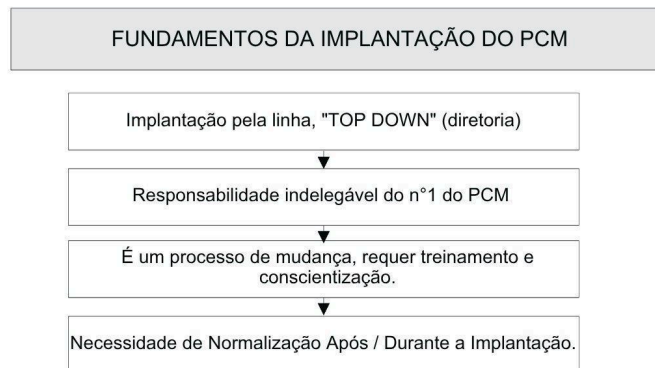 FUNDAMENTOS DA IMPLANTAÇÃO DO PCM
Implantação pela linha, "TOP DOWN" (diretoria)
Responsabilidade indelegável do n°1 do PCM
É um processo de mudança, requer treinamento e
conscientização.
Necessidade de Normalização Após / Durante a Implantação.